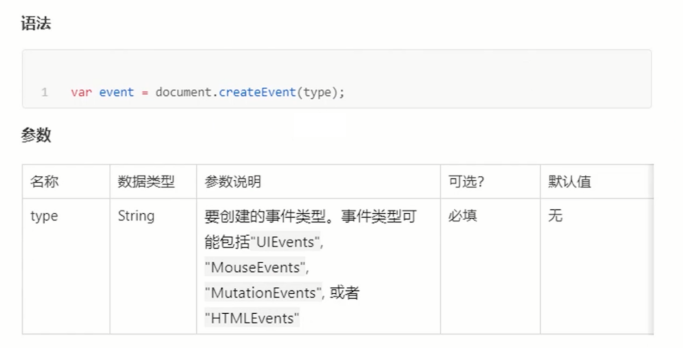 语法
1 var event = document.createEvent(type);
参数
名称 数据类型 参数说明 可选? 默认值
type String 要创建的事件类型。事件类型可 必填 无
能包括"UIEvents",
"MouseEvents",
"MutationEvents", 或者
"HTMLEvents"